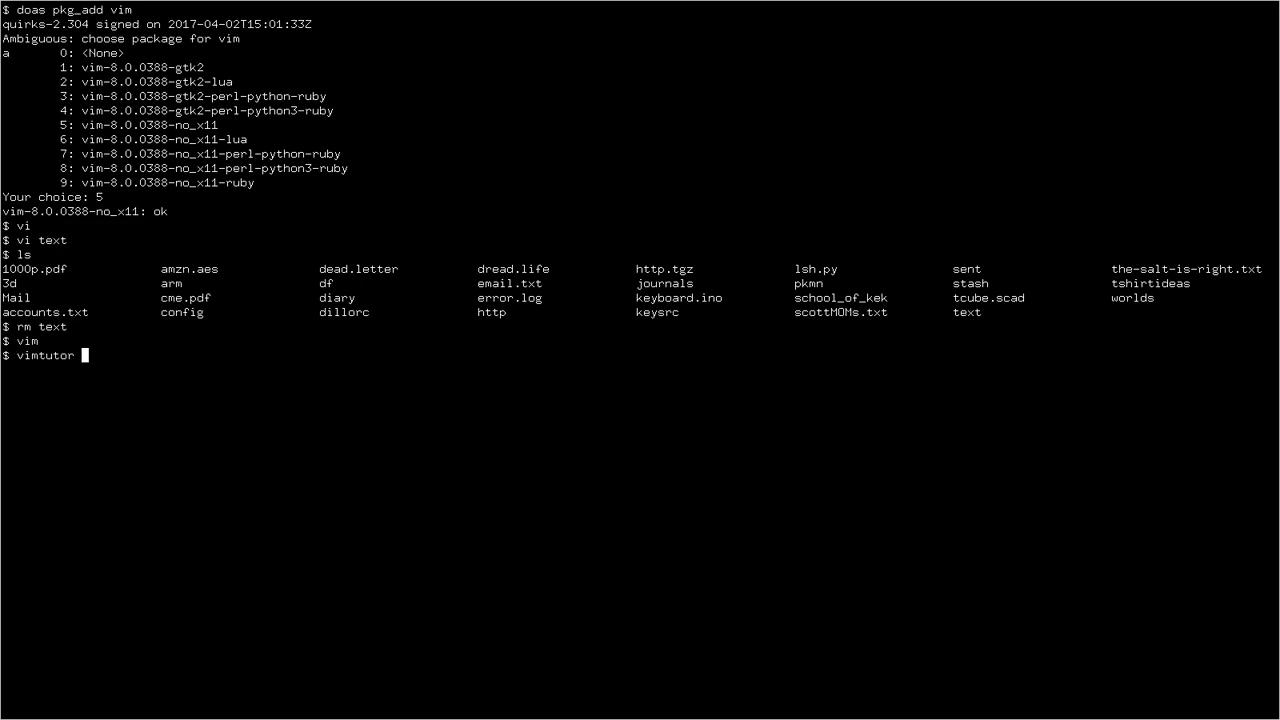 $ doas pkg_add vim
quirks-2.304 signed on 2017-04-02T15:01:33Z
Ambiguous: choose package for vim
a       0: <None>
        1: vim-8.0.0388-gtk2
        2: vim-8.0.0388-gtk2-lua
        3: vim-8.0.0388-gtk2-perl-python-ruby
        4: vim-8.0.0388-gtk2-perl-python3-ruby
        5: vim-8.0.0388-no_x11
        6: vim-8.0.0388-no_x11-lua
        7: vim-8.0.0388-no_x11-perl-python-ruby
        8: vim-8.0.0388-no_x11-perl-python3-ruby
        9: vim-8.0.0388-no_x11-ruby
Your choice: 5
vim-8.0.0388-no_x11: ok
$ vi
$ vi text
$ ls
1000p.pdf             amzn.aes              dead.letter           dread.life            http.tgz              lsh.py                sent                  the-salt-is-right.txt
3d                    arm                   df                    email.txt             journals              pkmn                  stash                 tshirtideas
Mail                  cme.pdf               diary                 error.log             keyboard.ino          school_of_kek         tcube.scad            worlds
accounts.txt          config                dillorc               http                  keysrc                scottMOMs.txt         text
$ rm text
$ vim
$ vimtutor